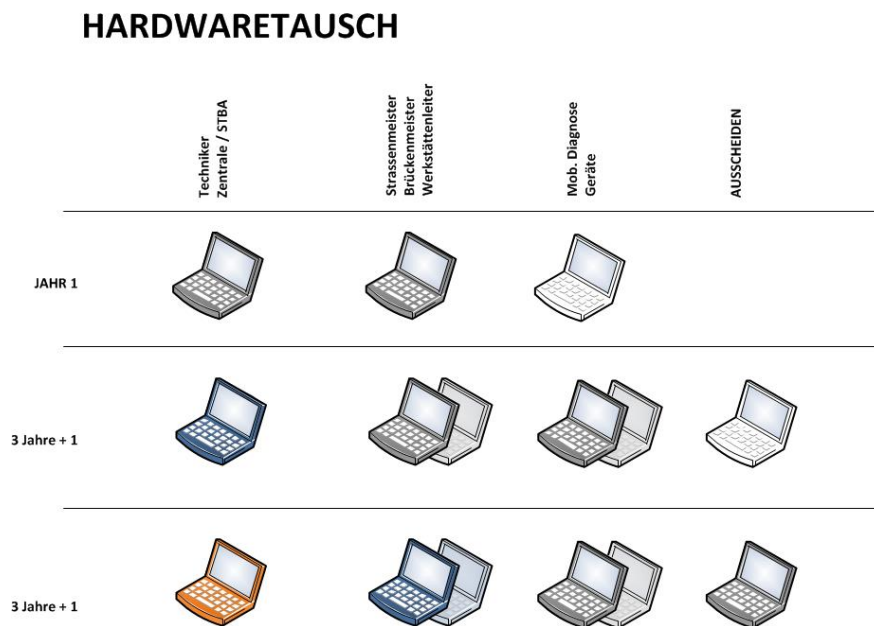 HARDWARETAUSCH
Techniker
Zentrale / STBA
Strassenmeister
Brückenmeister
Werkstättenleiter
Mob. Diagnose
Geräte
AUSSCHEIDEN
JAHR 1
3 Jahre + 1
3 Jahre + 1